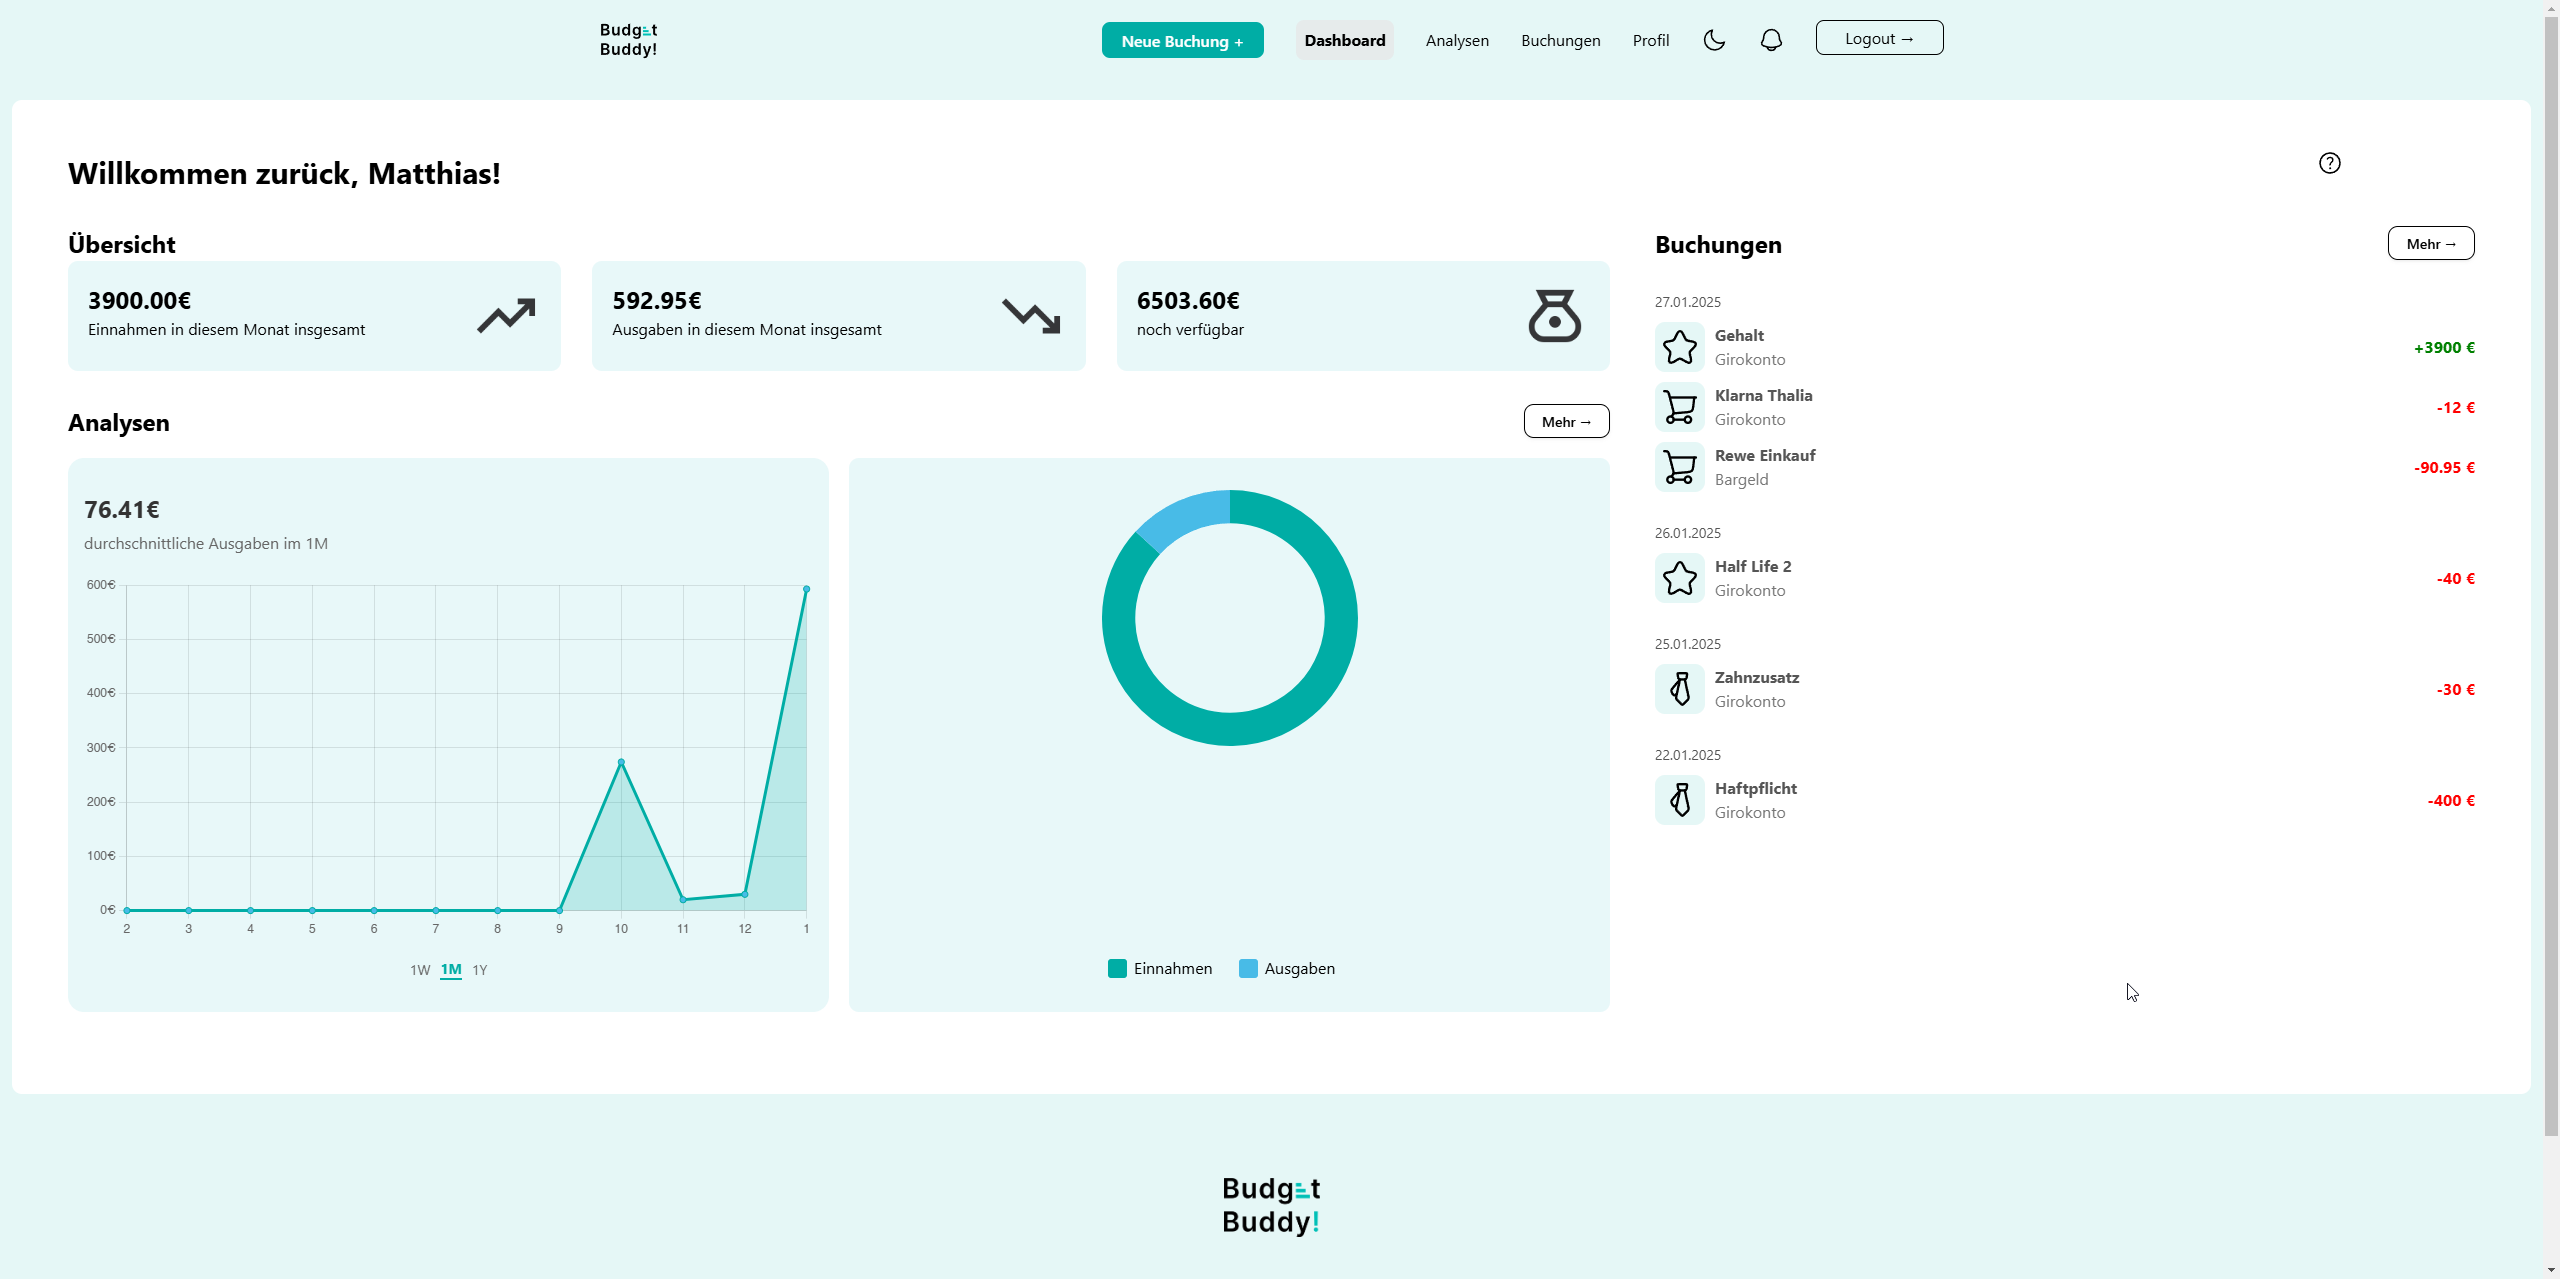 Budget
Buddy!
Neue Buchung +
Dashboard
Analysen
Buchungen
Profil
Logout →
Willkommen zurück, Matthias!
Übersicht
3900.00€
Einnahmen in diesem Monat insgesamt
592.95€
Ausgaben in diesem Monat insgesamt
6503.60€
noch verfügbar
Analysen
Mehr →
76.41€
durchschnittliche Ausgaben im 1M
600€
500€
400€
300€
200€
100€
0€
2 3 4 5 6 7 8 9 10 11 12 1
1W 1M 1Y
Einnahmen
Ausgaben
Buchungen
Mehr →
27.01.2025
Gehalt
Girokonto
+3900 €
Klarna Thalia
Girokonto
-12 €
Rewe Einkauf
Bargeld
-90.95 €
26.01.2025
Half Life 2
Girokonto
-40 €
25.01.2025
Zahnzusatz
Girokonto
-30 €
22.01.2025
Haftpflicht
Girokonto
-400 €
Budget
Buddy!